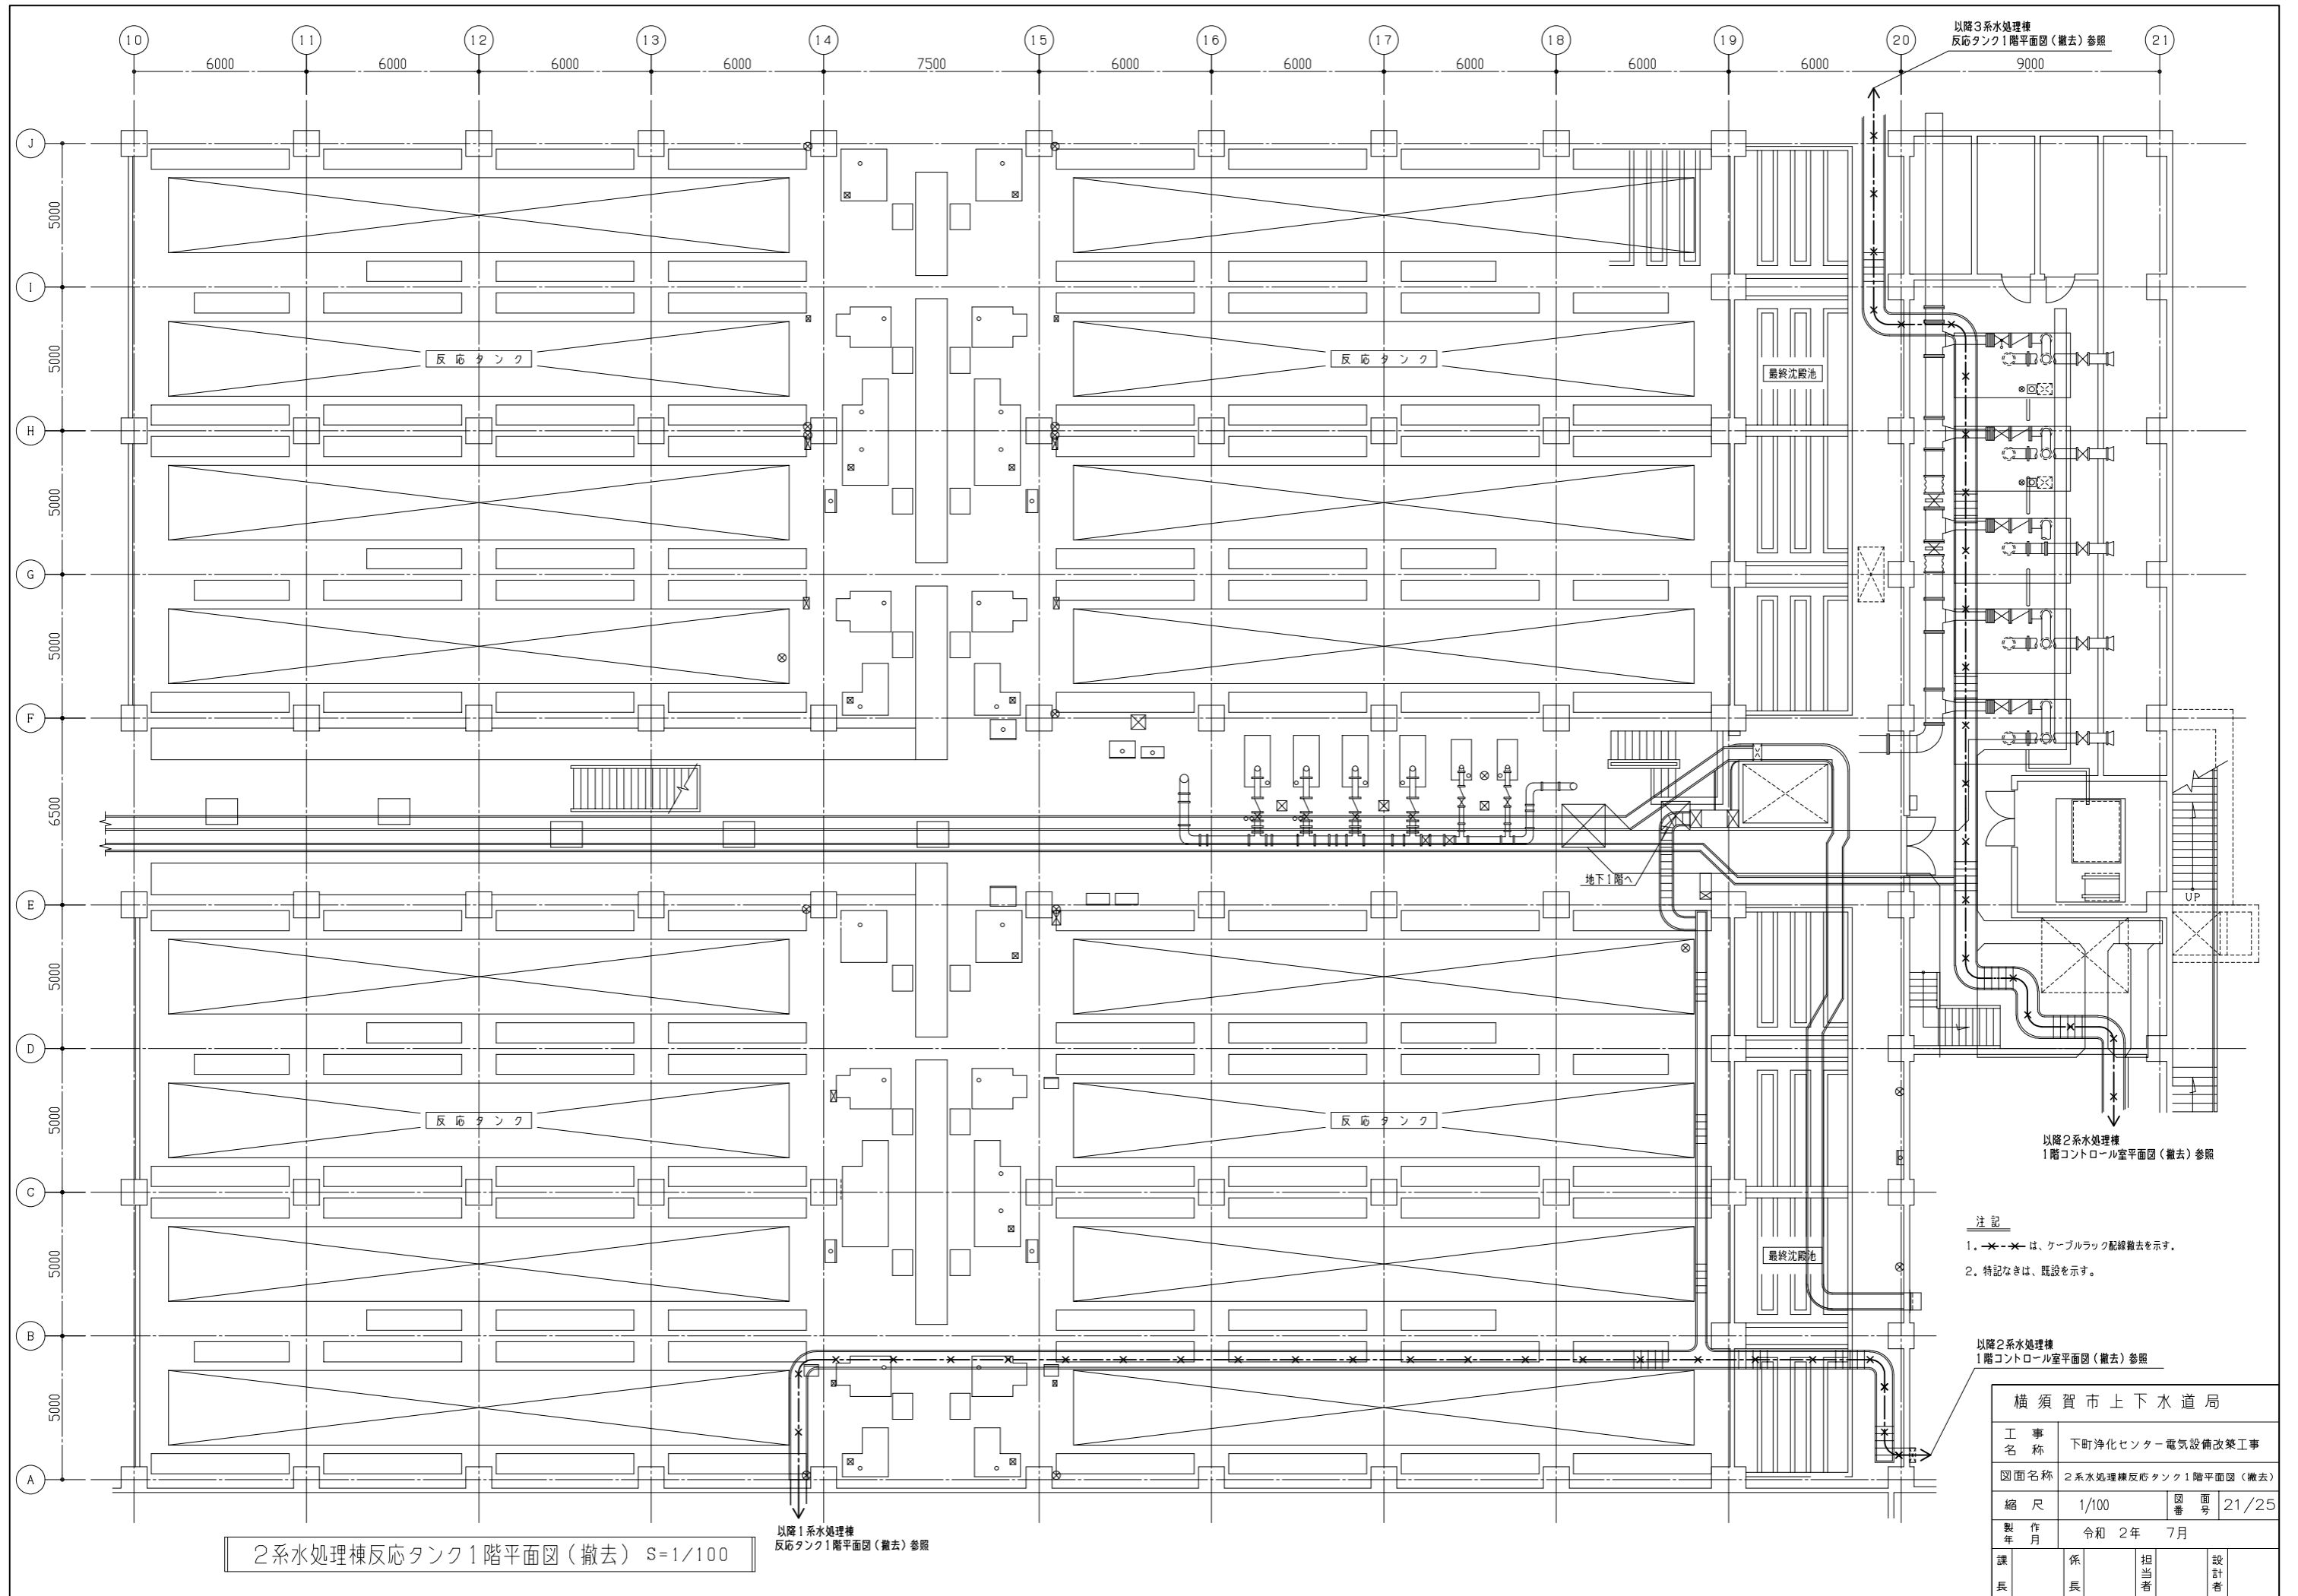 以降3系水処理棟
反応タンク1階平面図(撤去)参照
10 11 12 13 14 15 16 17 18 19 20 21
6000 6000 6000 6000 7500 6000 6000 6000 6000 6000 9000
J
5000
I
5000
反応タンク
反応タンク
最終沈殿池
H
5000
G
5000
F
6500
地下1階へ
UP
E
5000
D
5000
反応タンク
反応タンク
以降2系水処理棟
1階コントロール室平面図(撤去)参照
C
5000
最終沈殿池
注記
1. は、ケーブルラック配線撤去を示す。
2. 特記なきは、既設を示す。
B
5000
以降2系水処理棟
1階コントロール室平面図(撤去)参照
A
以降1系水処理棟
反応タンク1階平面図(撤去)参照
2系水処理棟反応タンク1階平面図(撤去) S=1/100
横須賀市上下水道局
工事名称 下町浄化センター電気設備改築工事
図面名称 2系水処理棟反応タンク1階平面図(撤去)
縮尺 1/100 図面番号 21/25
製作年月 令和 2年 7月
課長 係長 担当者 設計者